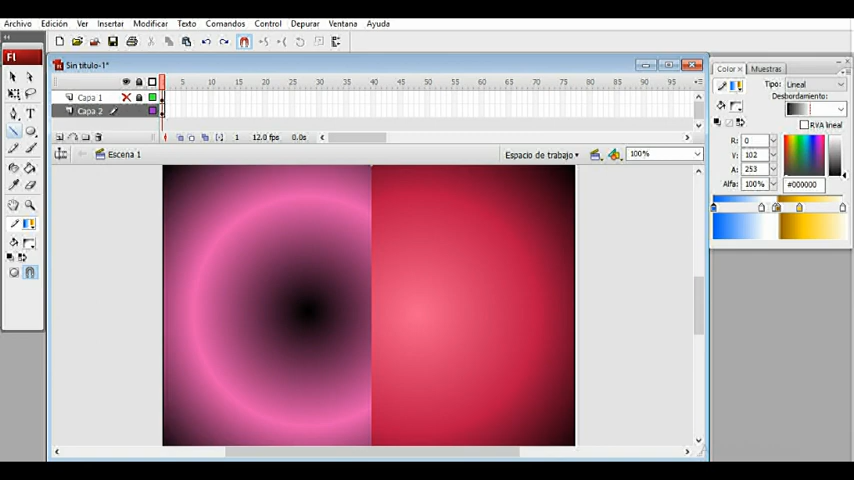 Archivo Edición Ver Insertar Modificar Texto Comandos Control Depurar Ventana Ayuda
Fl
Sin título-1*
5 10 15 20 25 30 35 40 45 50 55 60 65 70 75 80 85 90 95
Capa 1
Capa 2
1 12.0 fps 0.0s
Escena 1
Espacio de trabajo
100%
Color × Muestras
Tipo: Lineal
Desbordamiento:
RVA lineal
R: 0
V: 102
A: 253
Alfa: 100% #000000